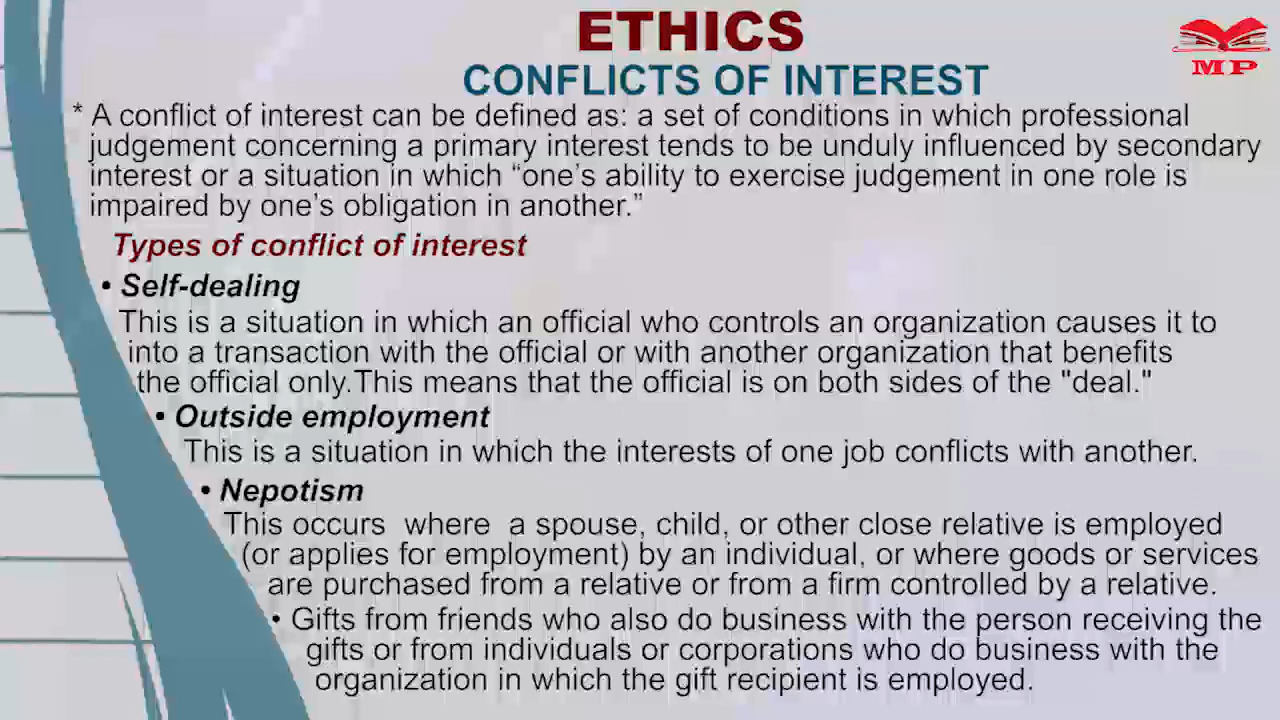 ETHICS
MP
CONFLICTS OF INTEREST
* A conflict of interest can be defined as: a set of conditions in which professional
judgement concerning a primary interest tends to be unduly influenced by secondary
interest or a situation in which “one’s ability to exercise judgement in one role is
impaired by one’s obligation in another.”
Types of conflict of interest
• Self-dealing
This is a situation in which an official who controls an organization causes it to
into a transaction with the official or with another organization that benefits
the official only.This means that the official is on both sides of the "deal."
• Outside employment
This is a situation in which the interests of one job conflicts with another.
• Nepotism
This occurs where a spouse, child, or other close relative is employed
(or applies for employment) by an individual, or where goods or services
are purchased from a relative or from a firm controlled by a relative.
• Gifts from friends who also do business with the person receiving the
gifts or from individuals or corporations who do business with the
organization in which the gift recipient is employed.